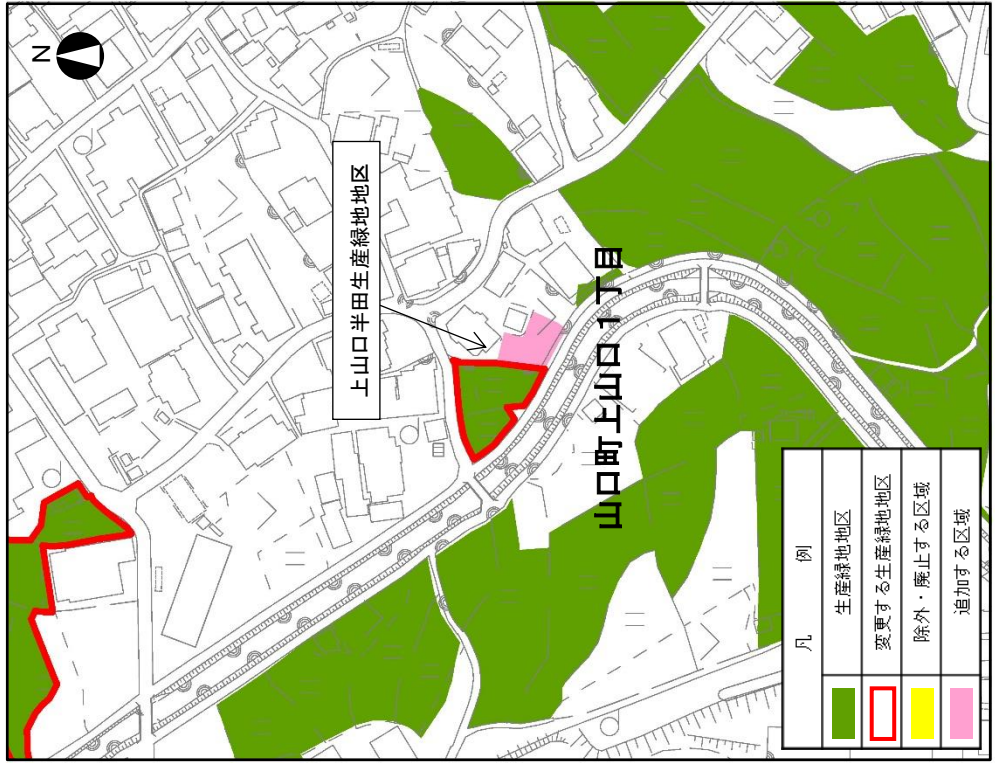 N
上山口半田生産緑地地区
山口町上山口1丁目
凡 例
生産緑地地区
変更する生産緑地地区
除外・廃止する区域
追加する区域